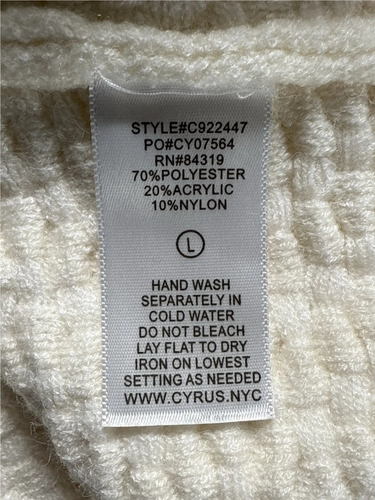 STYLE#C922447
PO#CY07564
RN#84319
70%POLYESTER
20%ACRYLIC
10%NYLON
L
HAND WASH
SEPARATELY IN
COLD WATER
DO NOT BLEACH
LAY FLAT TO DRY
IRON ON LOWEST
SETTING AS NEEDED
WWW.CYRUS.NYC